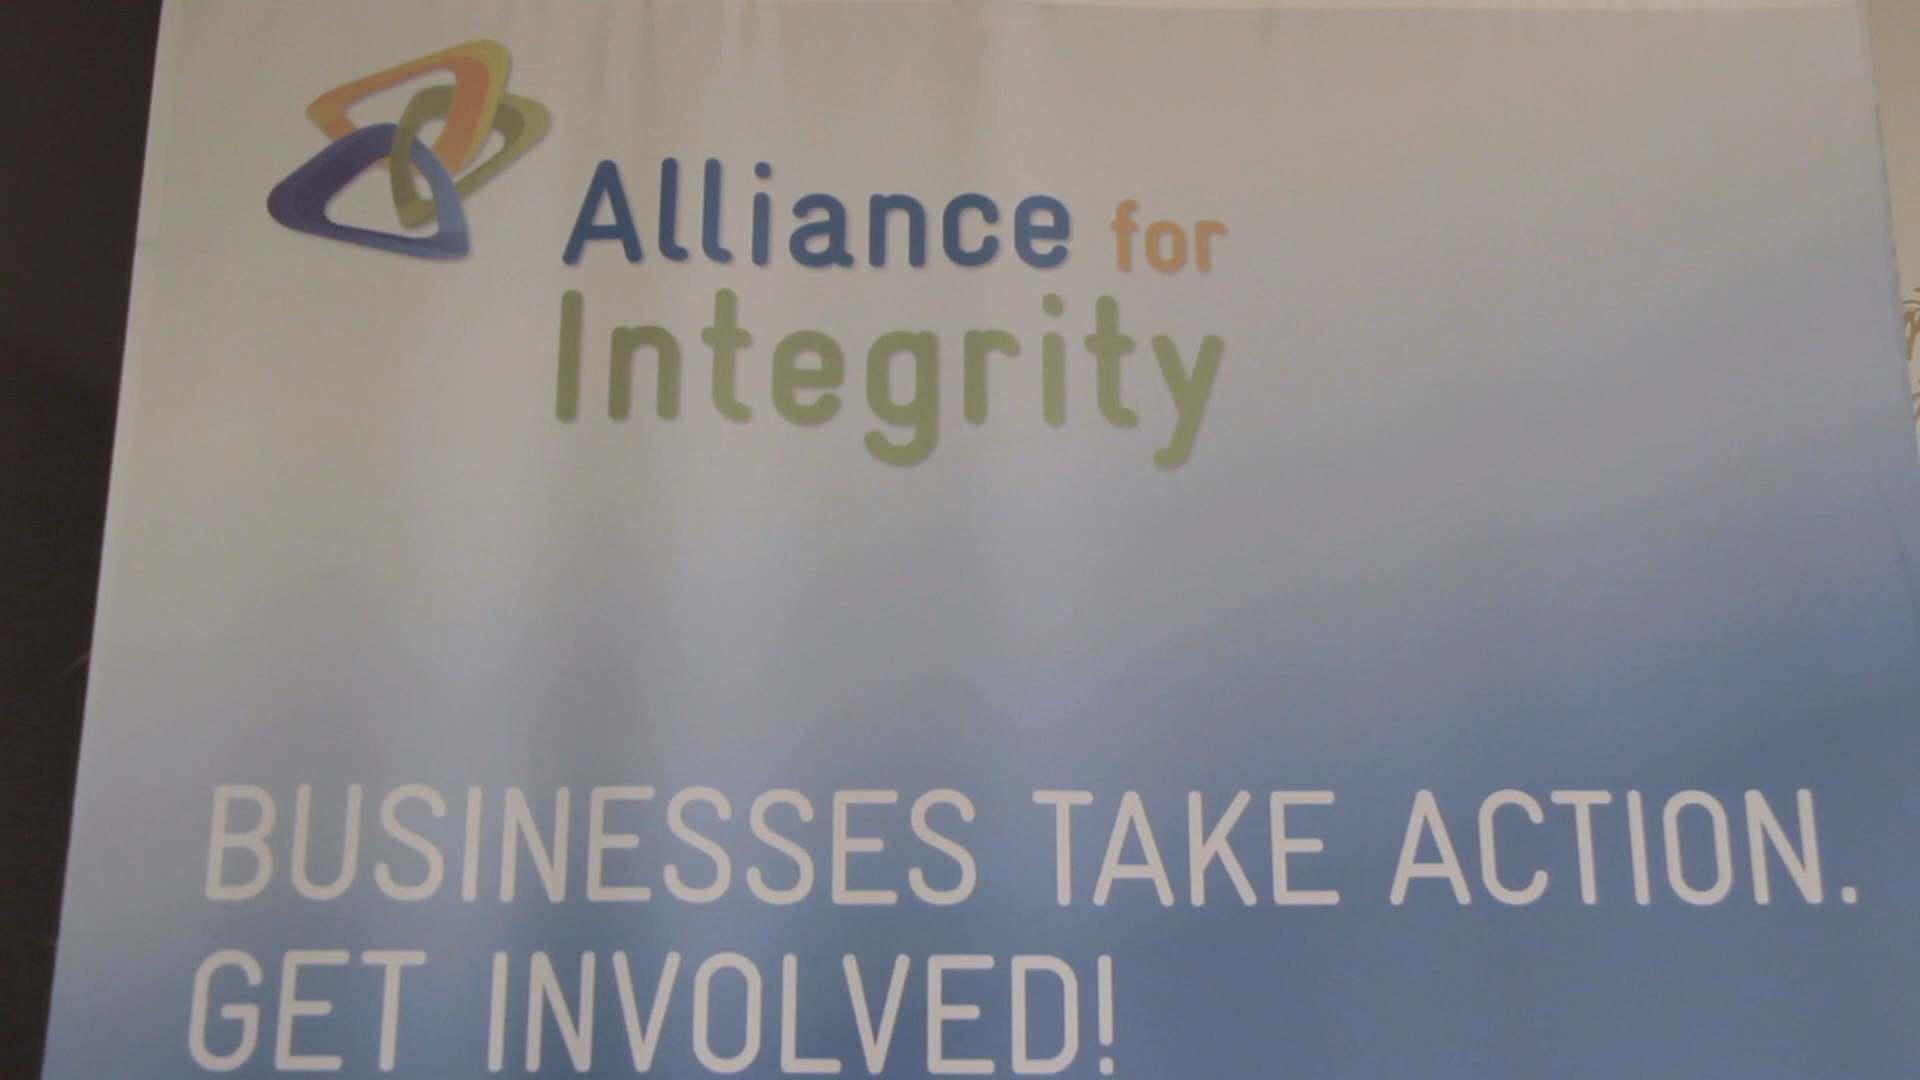 Alliance for
Integrity
BUSINESSES TAKE ACTION.
GET INVOLVED!